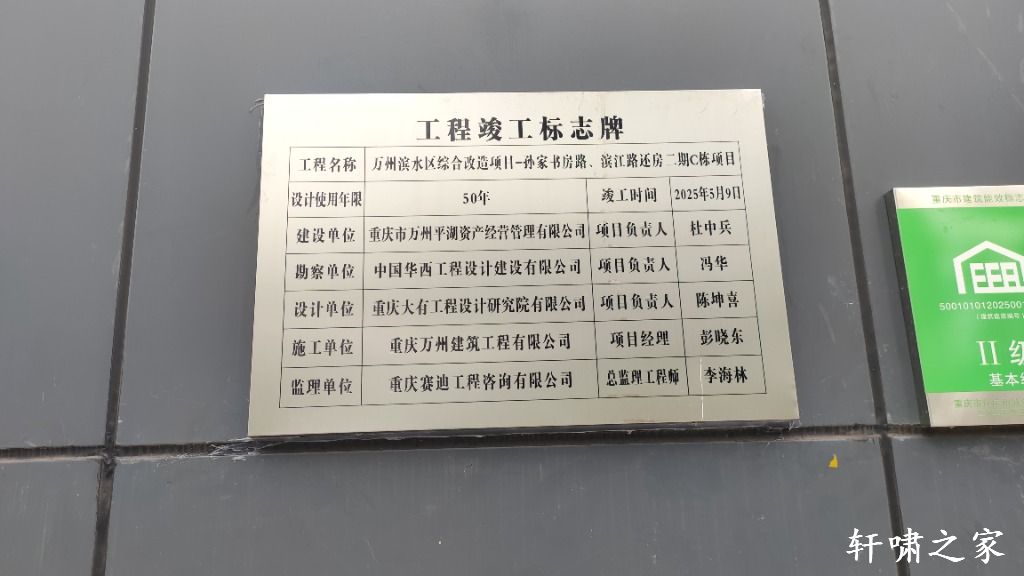 工程竣工标志牌
工程名称 万州滨水区综合改造项目-孙家书房路、滨江路还房二期C栋项目
设计使用年限 50年 竣工时间 2025年5月9日
建设单位 重庆市万州平湖资产经营管理有限公司 项目负责人 杜中兵
勘察单位 中国华西工程设计建设有限公司 项目负责人 冯华
设计单位 重庆大有工程设计研究院有限公司 项目负责人 陈坤喜
施工单位 重庆万州建筑工程有限公司 项目经理 彭晓东
监理单位 重庆赛迪工程咨询有限公司 总监理工程师 李海林
重庆市建筑能效标
50010101202500
II 级
基本
轩啸之家